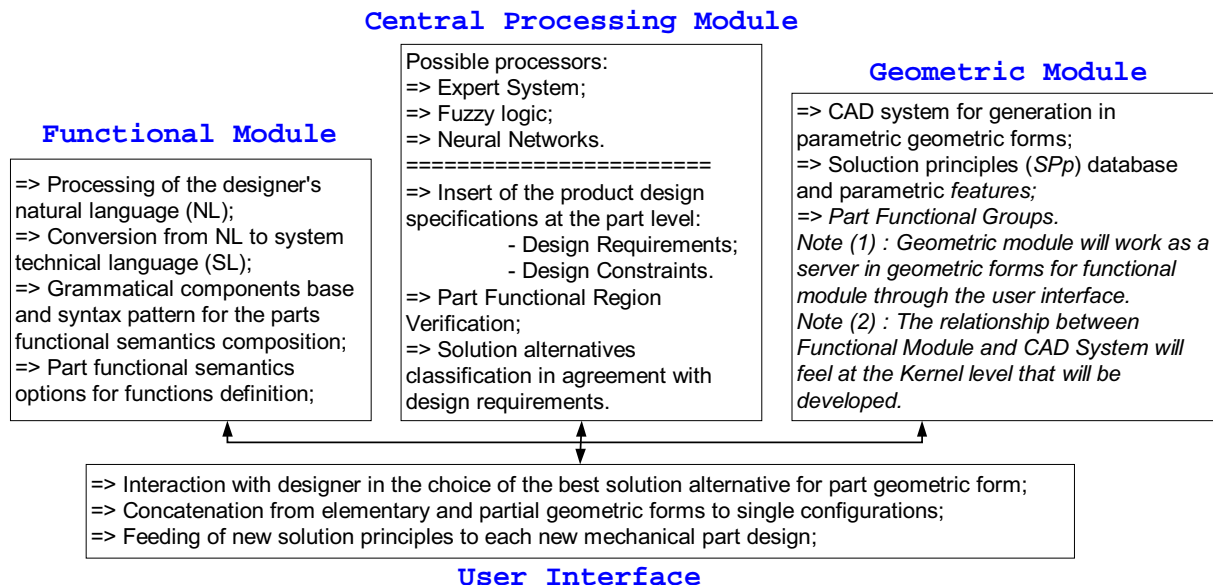 Central Processing Module
Possible processors:
=> Expert System;
=> Fuzzy logic;
=> Neural Networks.
========================
=> Insert of the product design
specifications at the part level:
- Design Requirements;
- Design Constraints.
=> Part Functional Region
Verification;
=> Solution alternatives
classification in agreement with
design requirements.
Geometric Module
=> CAD system for generation in
parametric geometric forms;
=> Soluction principles (SPp) database
and parametric features;
=> Part Functional Groups.
Note (1) : Geometric module will work as a
server in geometric forms for functional
module through the user interface.
Note (2) : The relationship between
Functional Module and CAD System will
feel at the Kernel level that will be
developed.
Functional Module
=> Processing of the designer's
natural language (NL);
=> Conversion from NL to system
technical language (SL);
=> Grammatical components base
and syntax pattern for the parts
functional semantics composition;
=> Part functional semantics
options for functions definition;
=> Interaction with designer in the choice of the best solution alternative for part geometric form;
=> Concatenation from elementary and partial geometric forms to single configurations;
=> Feeding of new solution principles to each new mechanical part design;
User Interface